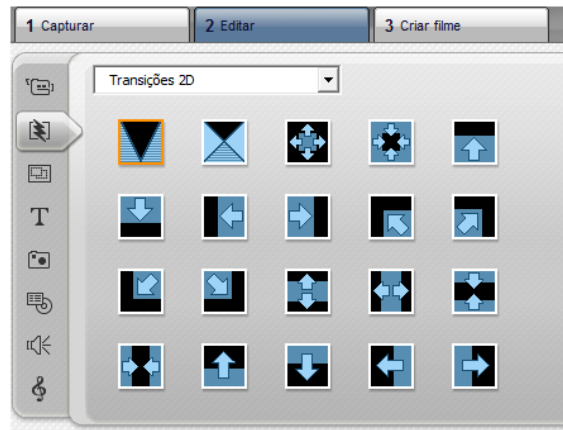 1 Capturar
2 Editar
3 Criar filme
Transições 2D
T